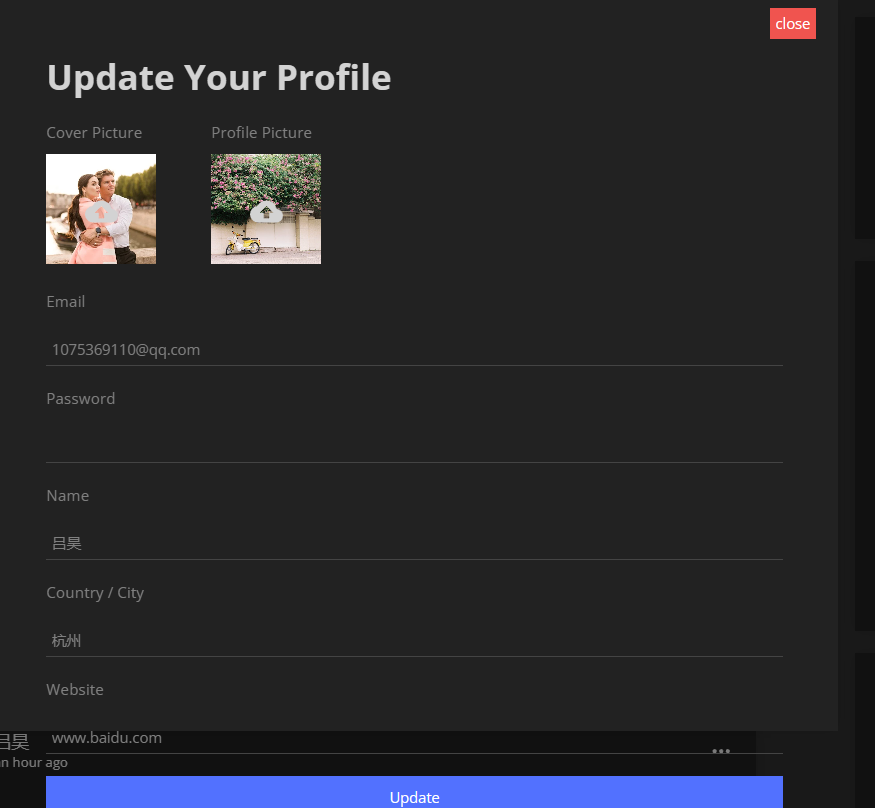 close
Update Your Profile
Cover Picture
Profile Picture
Email
1075369110@qq.com
Password
Name
吕昊
Country / City
杭州
Website
www.baidu.com
吕昊
an hour ago
Update